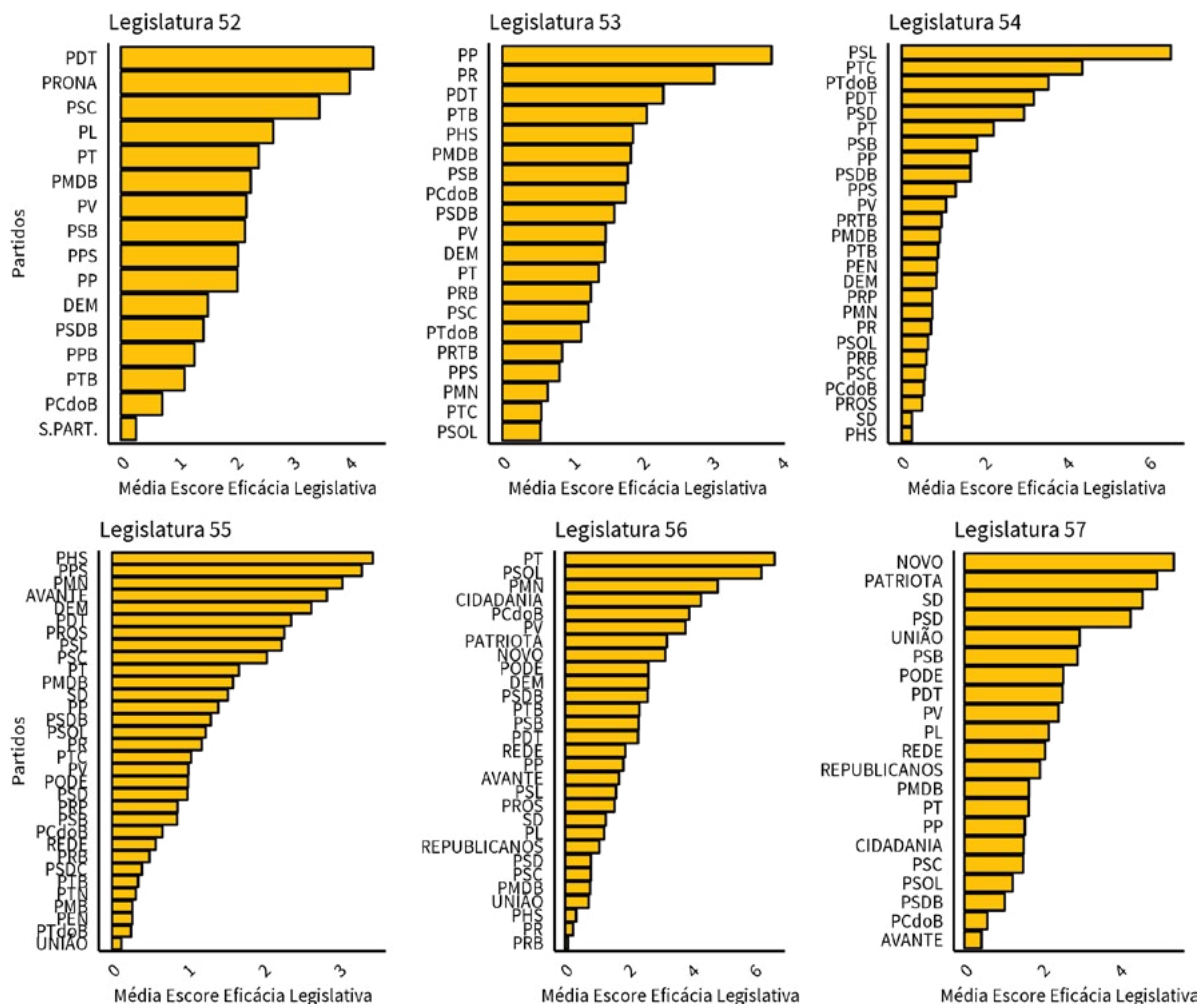 Legislatura 52
Partidos
PDT
PRONA
PSC
PL
PT
PMDB
PV
PSB
PPS
PP
DEM
PSDB
PPB
PTB
PCdoB
S.PART.
0 1 2 3 4
Média Escore Eficácia Legislativa
Legislatura 53
PP
PR
PDT
PTB
PHS
PMDB
PSB
PCdoB
PSDB
PV
DEM
PT
PRB
PSC
PTdoB
PRTB
PPS
PMN
PTC
PSOL
0 1 2 3 4
Média Escore Eficácia Legislativa
Legislatura 54
PSL
PTC
PTdoB
PDT
PSD
PT
PSB
PP
PSDB
PPS
PV
PRTB
PMDB
PTB
PEN
DEM
PRP
PMN
PR
PSOL
PRB
PSC
PCdoB
PROS
SD
PHS
0 2 4 6
Média Escore Eficácia Legislativa
Legislatura 55
Partidos
PHS
PPS
PMN
AVANTE
DEM
PDT
PROS
PSL
PSC
PT
PMDB
SD
PP
PSDB
PSOL
PR
PTC
PV
PODE
PSD
PRP
PSB
PCdoB
REDE
PRB
PSDC
PTB
PTN
PMB
PEN
PTdoB
UNIÃO
0 1 2 3
Média Escore Eficácia Legislativa
Legislatura 56
PT
PSOL
PMN
CIDADANIA
PCdoB
PV
PATRIOTA
NOVO
PODE
DEM
PSDB
PTB
PSB
PDT
REDE
PP
AVANTE
PSL
PROS
SD
PL
REPUBLICANOS
PSD
PSC
PMDB
UNIÃO
PHS
PR
PRB
0 2 4 6
Média Escore Eficácia Legislativa
Legislatura 57
NOVO
PATRIOTA
SD
PSD
UNIÃO
PSB
PODE
PDT
PV
PL
REDE
REPUBLICANOS
PMDB
PT
PP
CIDADANIA
PSC
PSOL
PSDB
PCdoB
AVANTE
0 2 4
Média Escore Eficácia Legislativa